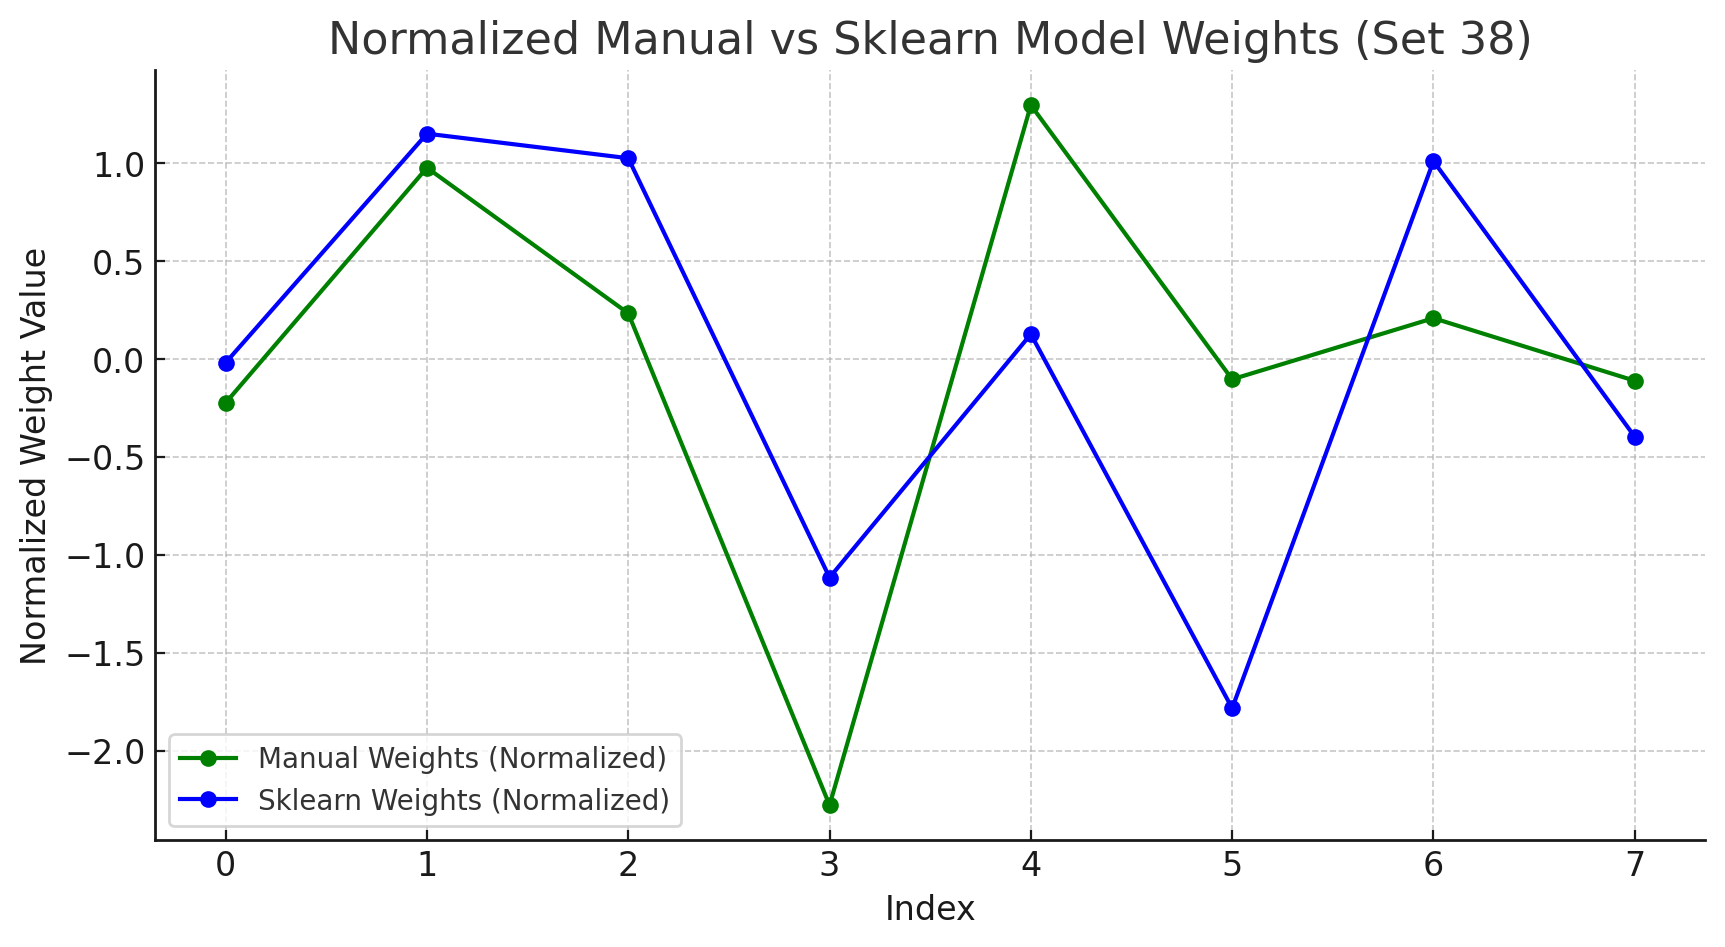 Normalized Manual vs Sklearn Model Weights (Set 38)
Normalized Weight Value
1.0
0.5
0.0
−0.5
−1.0
−1.5
−2.0
Manual Weights (Normalized)
Sklearn Weights (Normalized)
0 1 2 3 4 5 6 7
Index